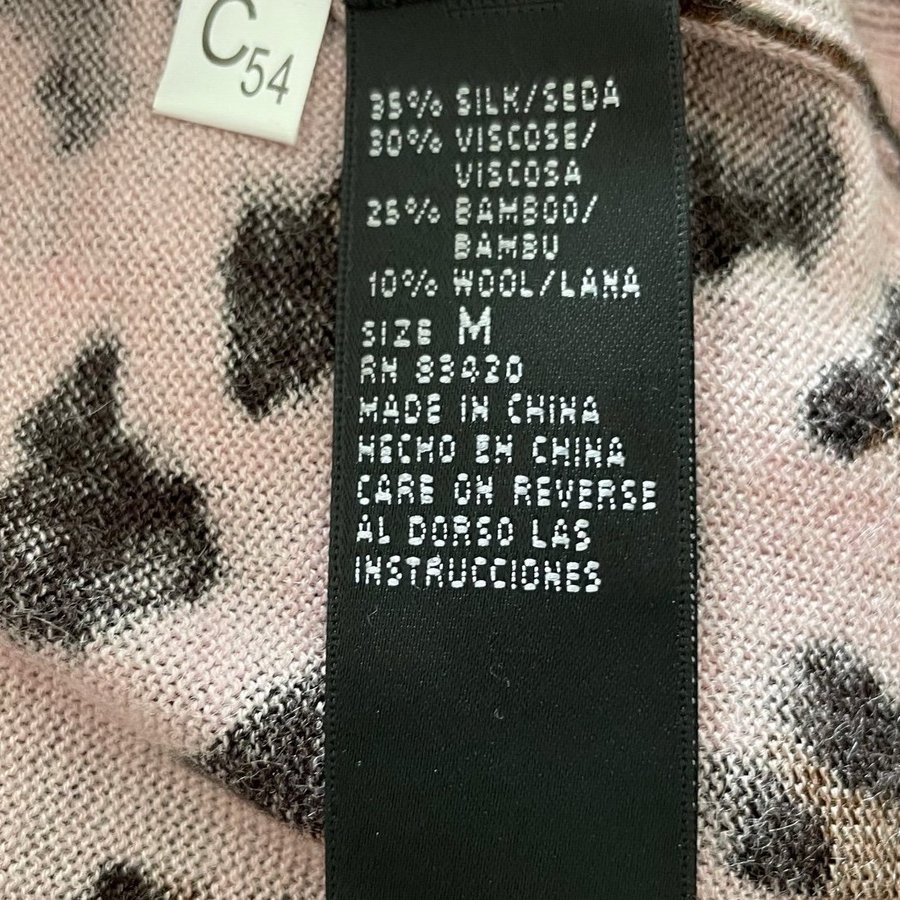 C54
35% SILK/SEDA
30% VISCOSE/
VISCOSA
25% BAMBOO/
BAMBU
10% WOOL/LANA
SIZE M
RN 83420
MADE IN CHINA
HECHO EN CHINA
CARE ON REVERSE
AL DORSO LAS
INSTRUCCIONES